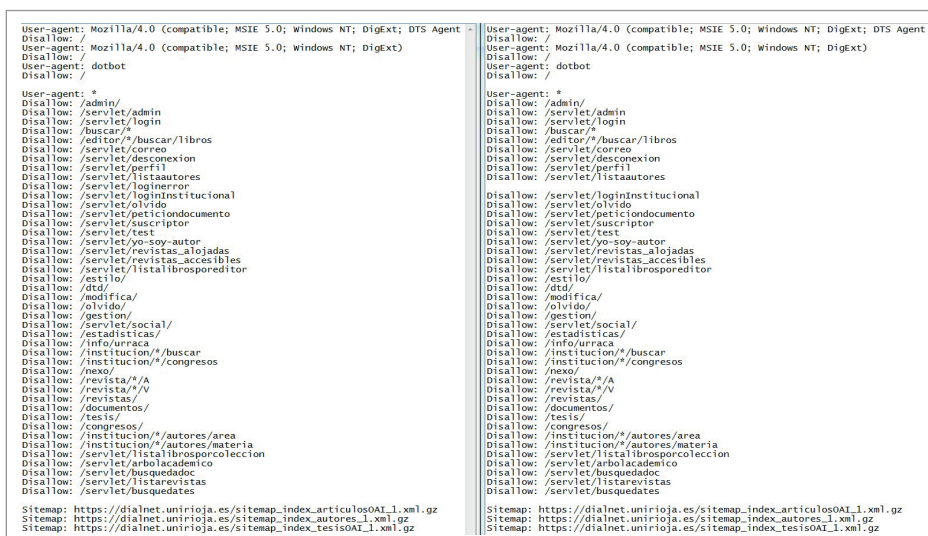 User-agent: Mozilla/4.0 (compatible; MSIE 5.0; Windows NT; DigExt; DTS Agent
Disallow: /
User-agent: Mozilla/4.0 (compatible; MSIE 5.0; Windows NT; DigExt)
Disallow: /
User-agent: dotbot
Disallow: /
User-agent: *
Disallow: /admin/
Disallow: /servlet/admin
Disallow: /servlet/login
Disallow: /buscar/*
Disallow: /editor/*/buscar/libros
Disallow: /servlet/correo
Disallow: /servlet/desconexion
Disallow: /servlet/perfil
Disallow: /servlet/listaautores
Disallow: /servlet/loginerror
Disallow: /servlet/loginInstitucional
Disallow: /servlet/olvido
Disallow: /servlet/peticiondocumento
Disallow: /servlet/suscriptor
Disallow: /servlet/test
Disallow: /servlet/yo-soy-autor
Disallow: /servlet/revistas_alojadas
Disallow: /servlet/revistas_accesibles
Disallow: /servlet/listalibrosporeditor
Disallow: /estilo/
Disallow: /dtd/
Disallow: /modifica/
Disallow: /olvido/
Disallow: /gestion/
Disallow: /servlet/social/
Disallow: /estadisticas/
Disallow: /info/urraca
Disallow: /institucion/*/buscar
Disallow: /institucion/*/congresos
Disallow: /nexo/
Disallow: /revista/*/A
Disallow: /revista/*/V
Disallow: /revistas/
Disallow: /documentos/
Disallow: /tesis/
Disallow: /congresos/
Disallow: /institucion/*/autores/area
Disallow: /institucion/*/autores/materia
Disallow: /servlet/listalibrosporcoleccion
Disallow: /servlet/arbolacademico
Disallow: /servlet/busquedadoc
Disallow: /servlet/listarevistas
Disallow: /servlet/busquedates
Sitemap: https://dialnet.unirioja.es/sitemap_index_articulosOAI_1.xml.gz
Sitemap: https://dialnet.unirioja.es/sitemap_index_autores_1.xml.gz
Sitemap: https://dialnet.unirioja.es/sitemap_index_tesisOAI_1.xml.gz
User-agent: Mozilla/4.0 (compatible; MSIE 5.0; Windows NT; DigExt; DTS Agent
Disallow: /
User-agent: Mozilla/4.0 (compatible; MSIE 5.0; Windows NT; DigExt)
Disallow: /
User-agent: dotbot
Disallow: /
User-agent: *
Disallow: /admin/
Disallow: /servlet/admin
Disallow: /servlet/login
Disallow: /buscar/*
Disallow: /editor/*/buscar/libros
Disallow: /servlet/correo
Disallow: /servlet/desconexion
Disallow: /servlet/perfil
Disallow: /servlet/listaautores
Disallow: /servlet/loginInstitucional
Disallow: /servlet/olvido
Disallow: /servlet/peticiondocumento
Disallow: /servlet/suscriptor
Disallow: /servlet/test
Disallow: /servlet/yo-soy-autor
Disallow: /servlet/revistas_alojadas
Disallow: /servlet/revistas_accesibles
Disallow: /servlet/listalibrosporeditor
Disallow: /estilo/
Disallow: /dtd/
Disallow: /modifica/
Disallow: /olvido/
Disallow: /gestion/
Disallow: /servlet/social/
Disallow: /estadisticas/
Disallow: /info/urraca
Disallow: /institucion/*/buscar
Disallow: /institucion/*/congresos
Disallow: /nexo/
Disallow: /revista/*/A
Disallow: /revista/*/V
Disallow: /revistas/
Disallow: /documentos/
Disallow: /tesis/
Disallow: /congresos/
Disallow: /institucion/*/autores/area
Disallow: /institucion/*/autores/materia
Disallow: /servlet/listalibrosporcoleccion
Disallow: /servlet/arbolacademico
Disallow: /servlet/busquedadoc
Disallow: /servlet/listarevistas
Disallow: /servlet/busquedates
Sitemap: https://dialnet.unirioja.es/sitemap_index_articulosOAI_1.xml.gz
Sitemap: https://dialnet.unirioja.es/sitemap_index_autores_1.xml.gz
Sitemap: https://dialnet.unirioja.es/sitemap_index_tesisOAI_1.xml.gz